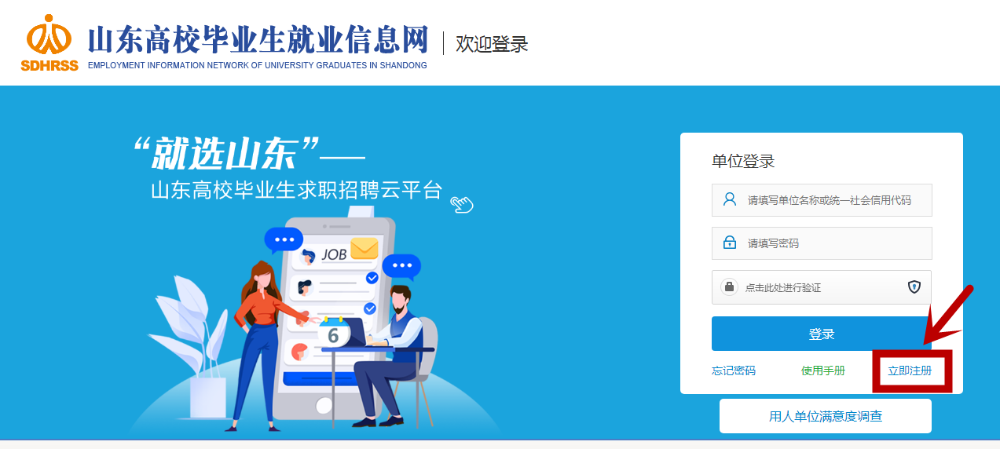 山东高校毕业生就业信息网
欢迎登录
SDHRSS
EMPLOYMENT INFORMATION NETWORK OF UNIVERSITY GRADUATES IN SHANDONG
“就选山东”——
山东高校毕业生求职招聘云平台
JOB
6
单位登录
请填写单位名称或统一社会信用代码
请填写密码
点击此处进行验证
登录
忘记密码
使用手册
立即注册
用人单位满意度调查